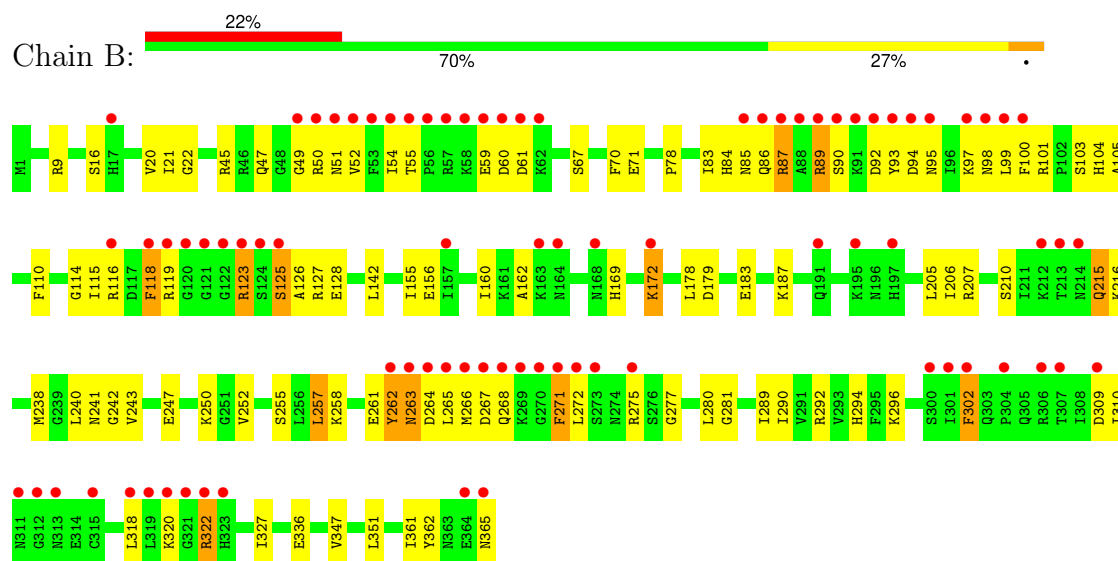 22%
Chain B:
70% 27% •
M1 R9 S16 H17 V20 I21 G22 R45 R46 Q47 G48 G49 R50 N51 V52 F53 I54 T55 P56 R57 K58 E59 D60 D61 K62 S67 F70 E71 P78 I83 H84 N85 Q86 R87 A88 R89 S90 K91 D92 Y93 D94 N95 I96 K97 N98 L99 F100 R101 P102 S103 H104 A105
F110 G114 I115 R116 D117 F118 R119 G120 G121 G122 R123 S124 S125 A126 R127 E128 L142 I155 E156 I157 I160 K161 A162 K163 N164 N168 H169 K172 L178 D179 E183 K187 Q191 K195 N196 H197 L205 I206 R207 S210 I211 K212 T213 N214 Q215 K216
M238 G239 L240 N241 G242 V243 E247 K250 G251 V252 S255 L256 L257 K258 E261 Y262 N263 D264 L265 M266 D267 Q268 K269 G270 F271 L272 S273 N274 R275 S276 G277 L280 G281 I289 I290 V291 R292 V293 H294 F295 K296 S300 I301 F302 Q303 P304 Q305 R306 T307 I308 D309 I310
N311 G312 N313 E314 C315 L318 L319 K320 G321 R322 H323 I327 E336 V347 L351 I361 Y362 N363 E364 N365